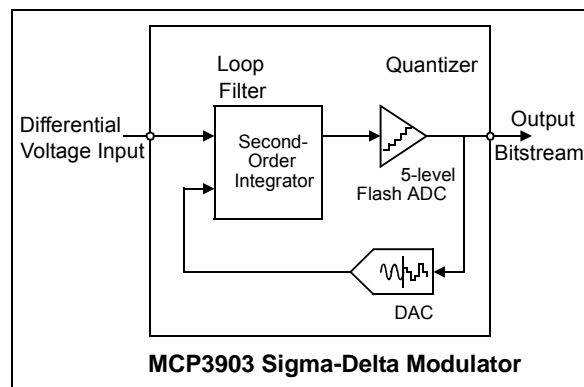 Loop
Filter
Quantizer
Differential
Voltage Input
Second-
Order
Integrator
Output
Bitstream
5-level
Flash ADC
DAC
MCP3903 Sigma-Delta Modulator